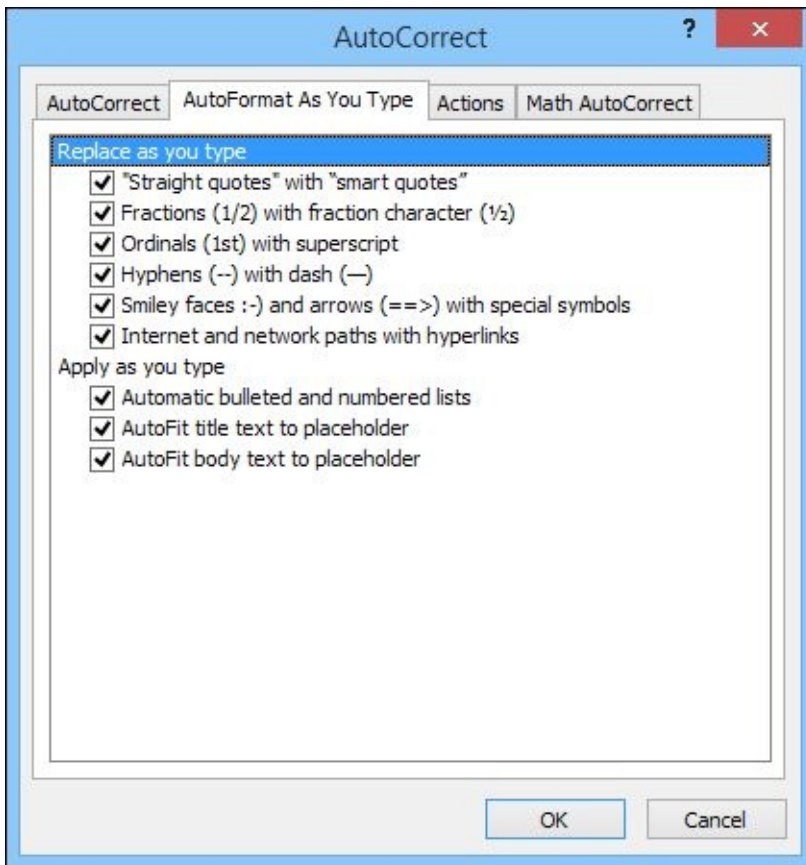 AutoCorrect
?
×
AutoCorrect AutoFormat As You Type Actions Math AutoCorrect
Replace as you type
"Straight quotes" with “smart quotes”
Fractions (1/2) with fraction character (½)
Ordinals (1st) with superscript
Hyphens (--) with dash (—)
Smiley faces :-) and arrows (==>) with special symbols
Internet and network paths with hyperlinks
Apply as you type
Automatic bulleted and numbered lists
AutoFit title text to placeholder
AutoFit body text to placeholder
OK Cancel